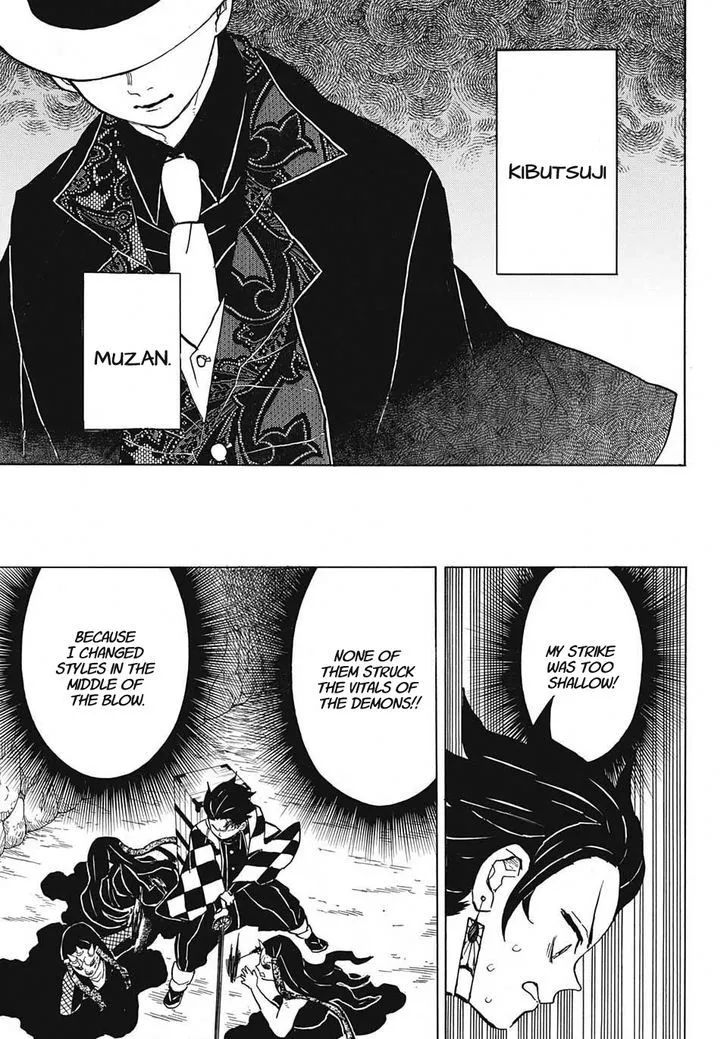 KIBUTSUJI
MUZAN.
MY STRIKE
WAS TOO
SHALLOW!
NONE OF
THEM STRUCK
THE VITALS OF
THE DEMONS!!
BECAUSE
I CHANGED
STYLES IN THE
MIDDLE OF
THE BLOW.